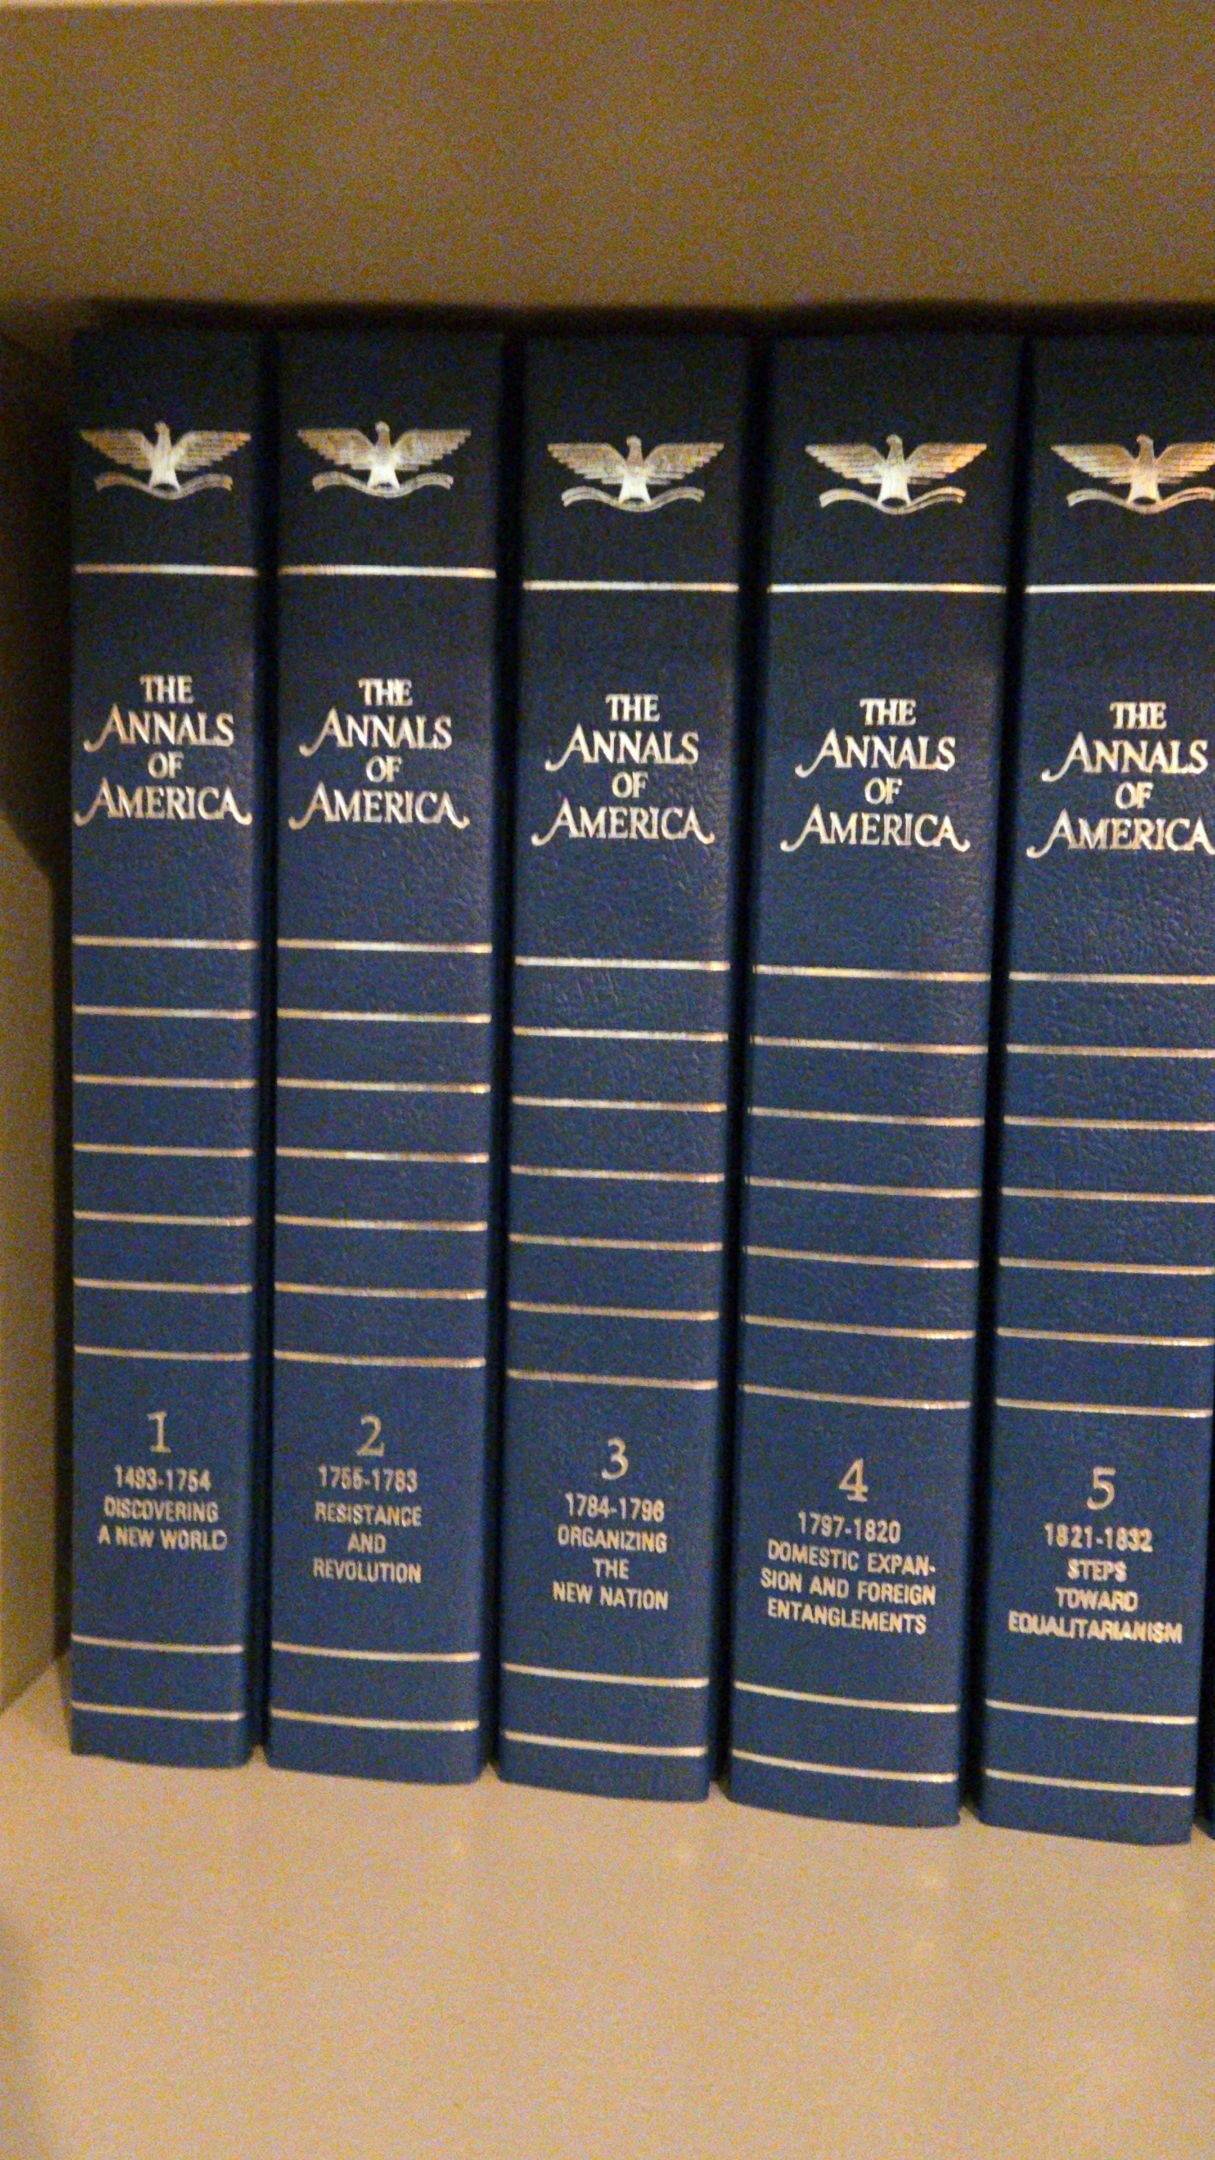 THE
ANNALS
OF
AMERICA
1
1493-1754
DISCOVERING
A NEW WORLD
THE
ANNALS
OF
AMERICA
2
1755-1783
RESISTANCE
AND
REVOLUTION
THE
ANNALS
OF
AMERICA
3
1784-1796
ORGANIZING
THE
NEW NATION
THE
ANNALS
OF
AMERICA
4
1797-1820
DOMESTIC EXPAN-
SION AND FOREIGN
ENTANGLEMENTS
THE
ANNALS
OF
AMERICA
5
1821-1832
STEPS
TOWARD
EQUALITARIANISM